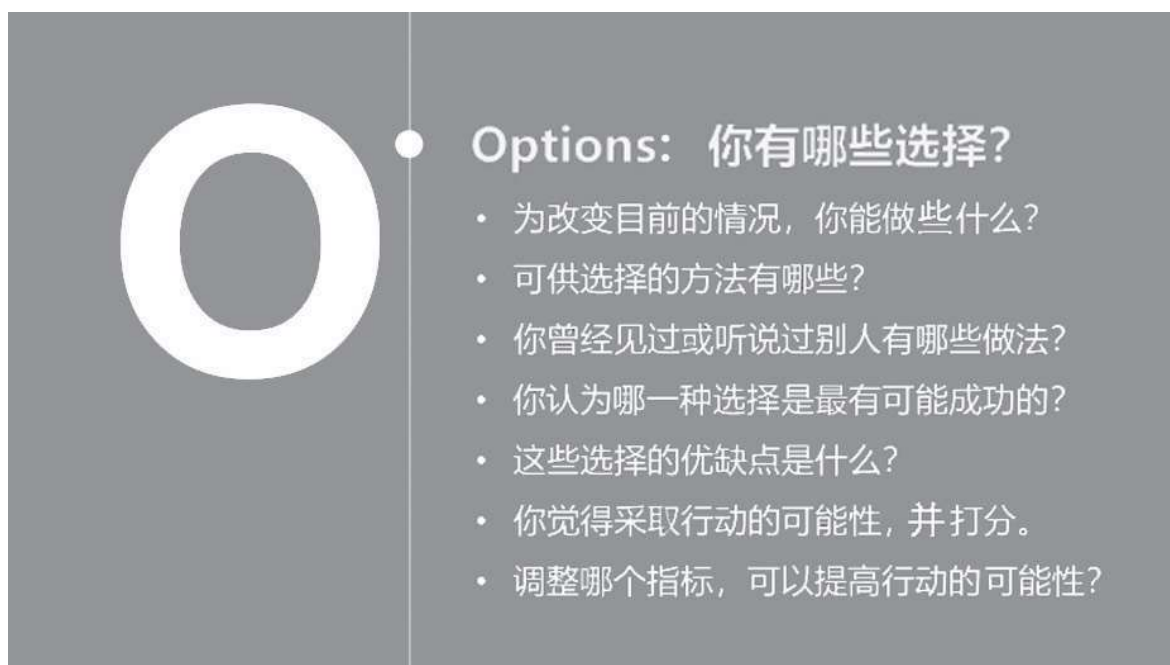 O
Options：你有哪些选择？
• 为改变目前的情况，你能做些什么？
• 可供选择的方法有哪些？
• 你曾经见过或听说过别人有哪些做法？
• 你认为哪一种选择是最有可能成功的？
• 这些选择的优缺点是什么？
• 你觉得采取行动的可能性, 并打分。
• 调整哪个指标，可以提高行动的可能性？